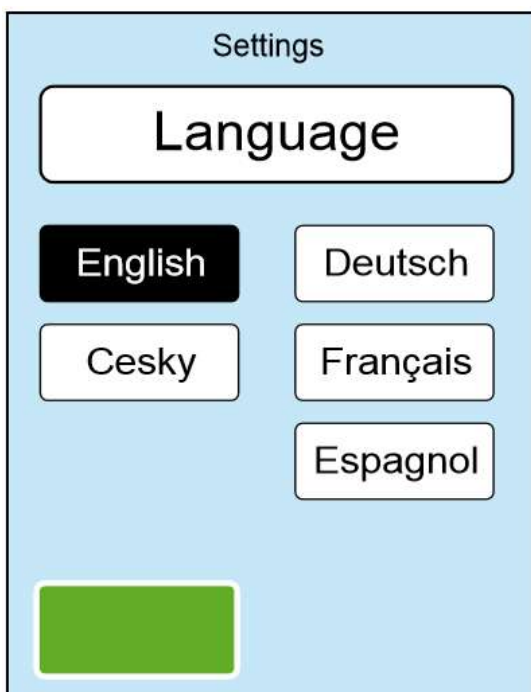 Settings
Language
English
Deutsch
Cesky
Français
Espagnol